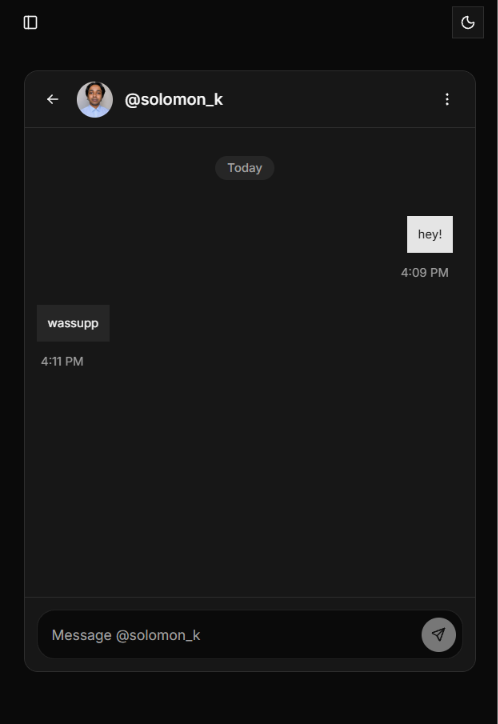 @solomon_k
Today
hey!
4:09 PM
wassupp
4:11 PM
Message @solomon_k